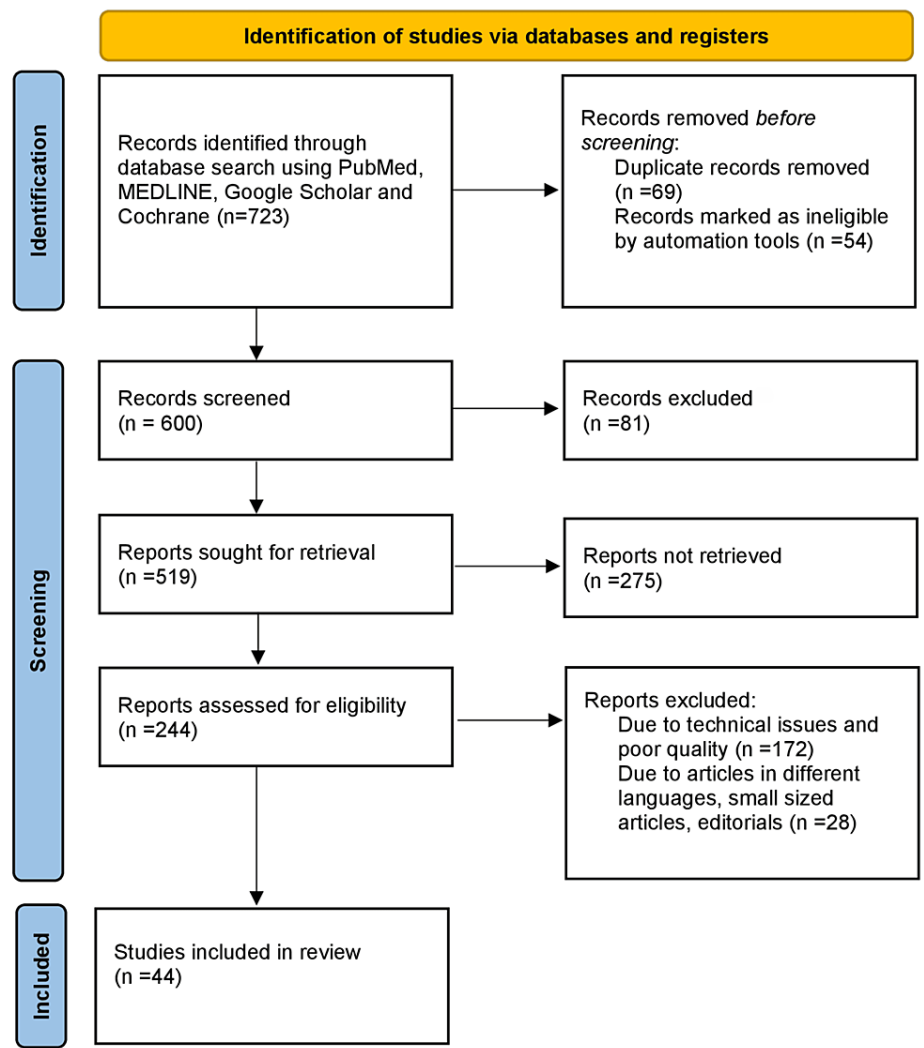 Identification of studies via databases and registers
Identification
Records identified through
database search using PubMed,
MEDLINE, Google Scholar and
Cochrane (n=723)
Records removed before
screening:
Duplicate records removed
(n =69)
Records marked as ineligible
by automation tools (n =54)
Screening
Records screened
(n = 600)
Records excluded
(n =81)
Reports sought for retrieval
(n =519)
Reports not retrieved
(n =275)
Reports assessed for eligibility
(n =244)
Reports excluded:
Due to technical issues and
poor quality (n =172)
Due to articles in different
languages, small sized
articles, editorials (n =28)
Included
Studies included in review
(n =44)